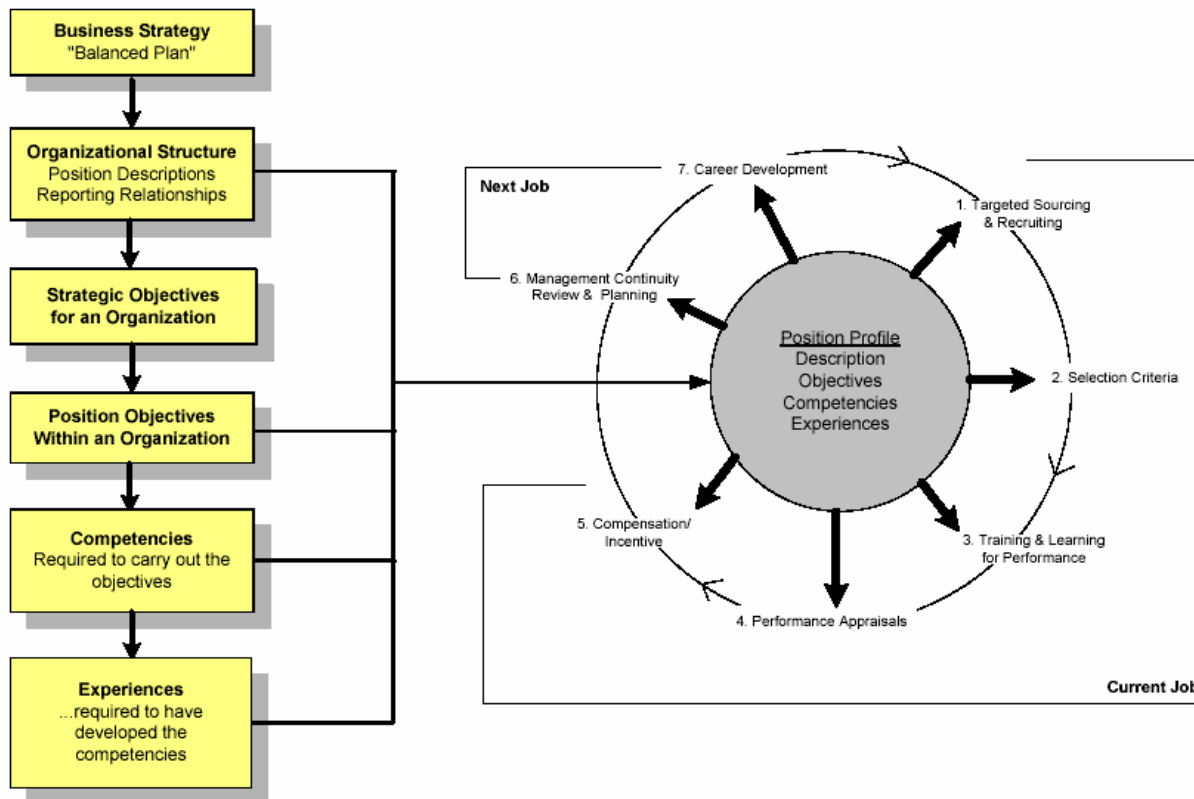 Business Strategy
"Balanced Plan"
Organizational Structure
Position Descriptions
Reporting Relationships
Strategic Objectives
for an Organization
Position Objectives
Within an Organization
Competencies
Required to carry out the
objectives
Experiences
...required to have
developed the
competencies
Next Job
7. Career Development
1. Targeted Sourcing
& Recruiting
6. Management Continuity
Review & Planning
Position Profile
Description
Objectives
Competencies
Experiences
2. Selection Criteria
5. Compensation/
Incentive
3. Training & Learning
for Performance
4. Performance Appraisals
Current Job